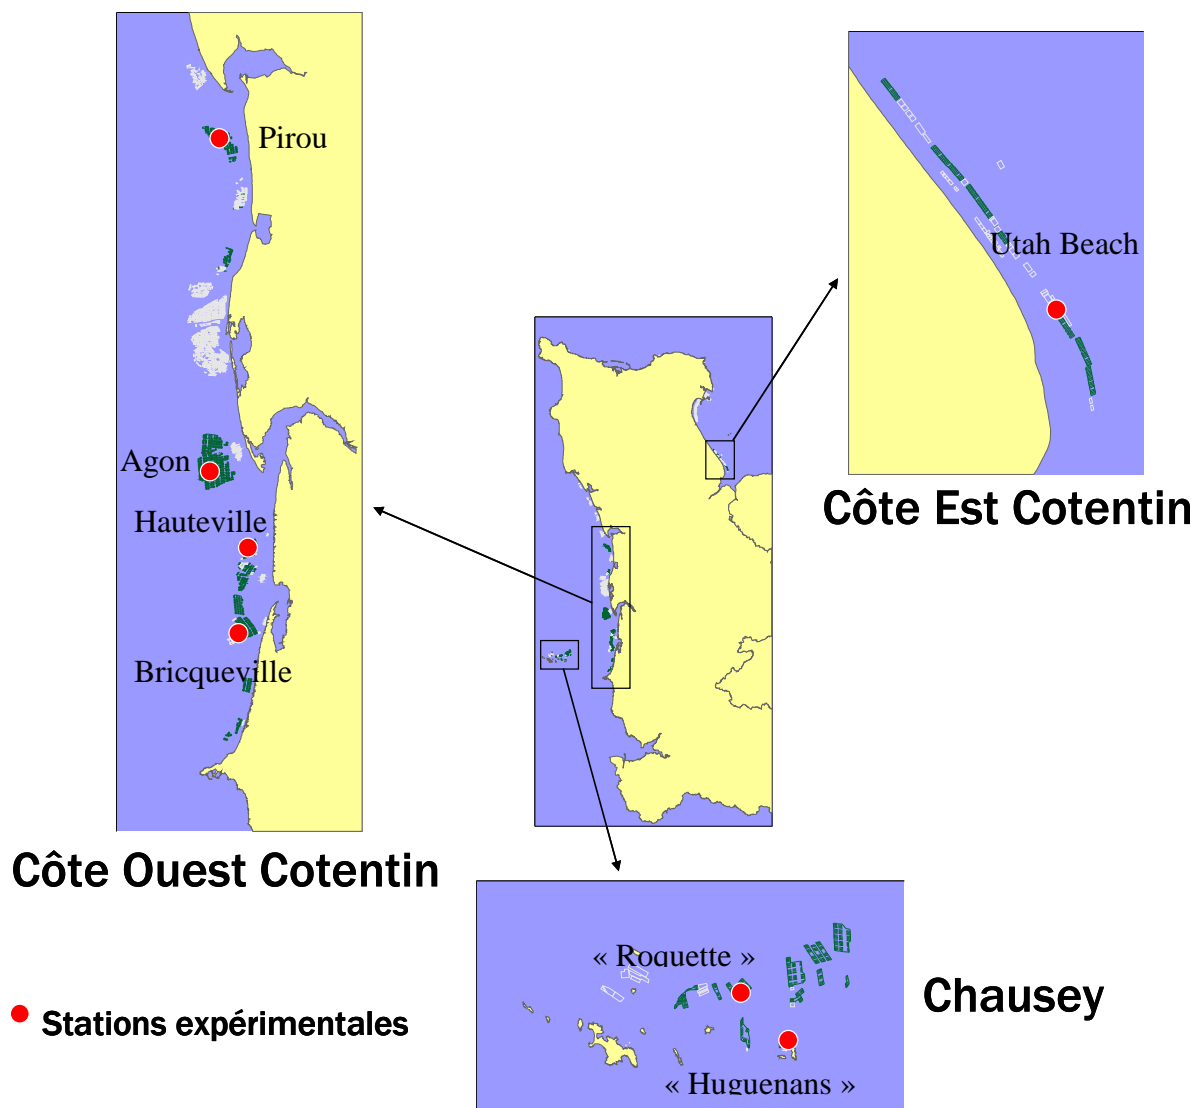 Pirou
Agon
Hauteville
Bricqueville
Côte Ouest Cotentin
Utah Beach
Côte Est Cotentin
« Roquette »
« Huguenans »
Chausey
Stations expérimentales